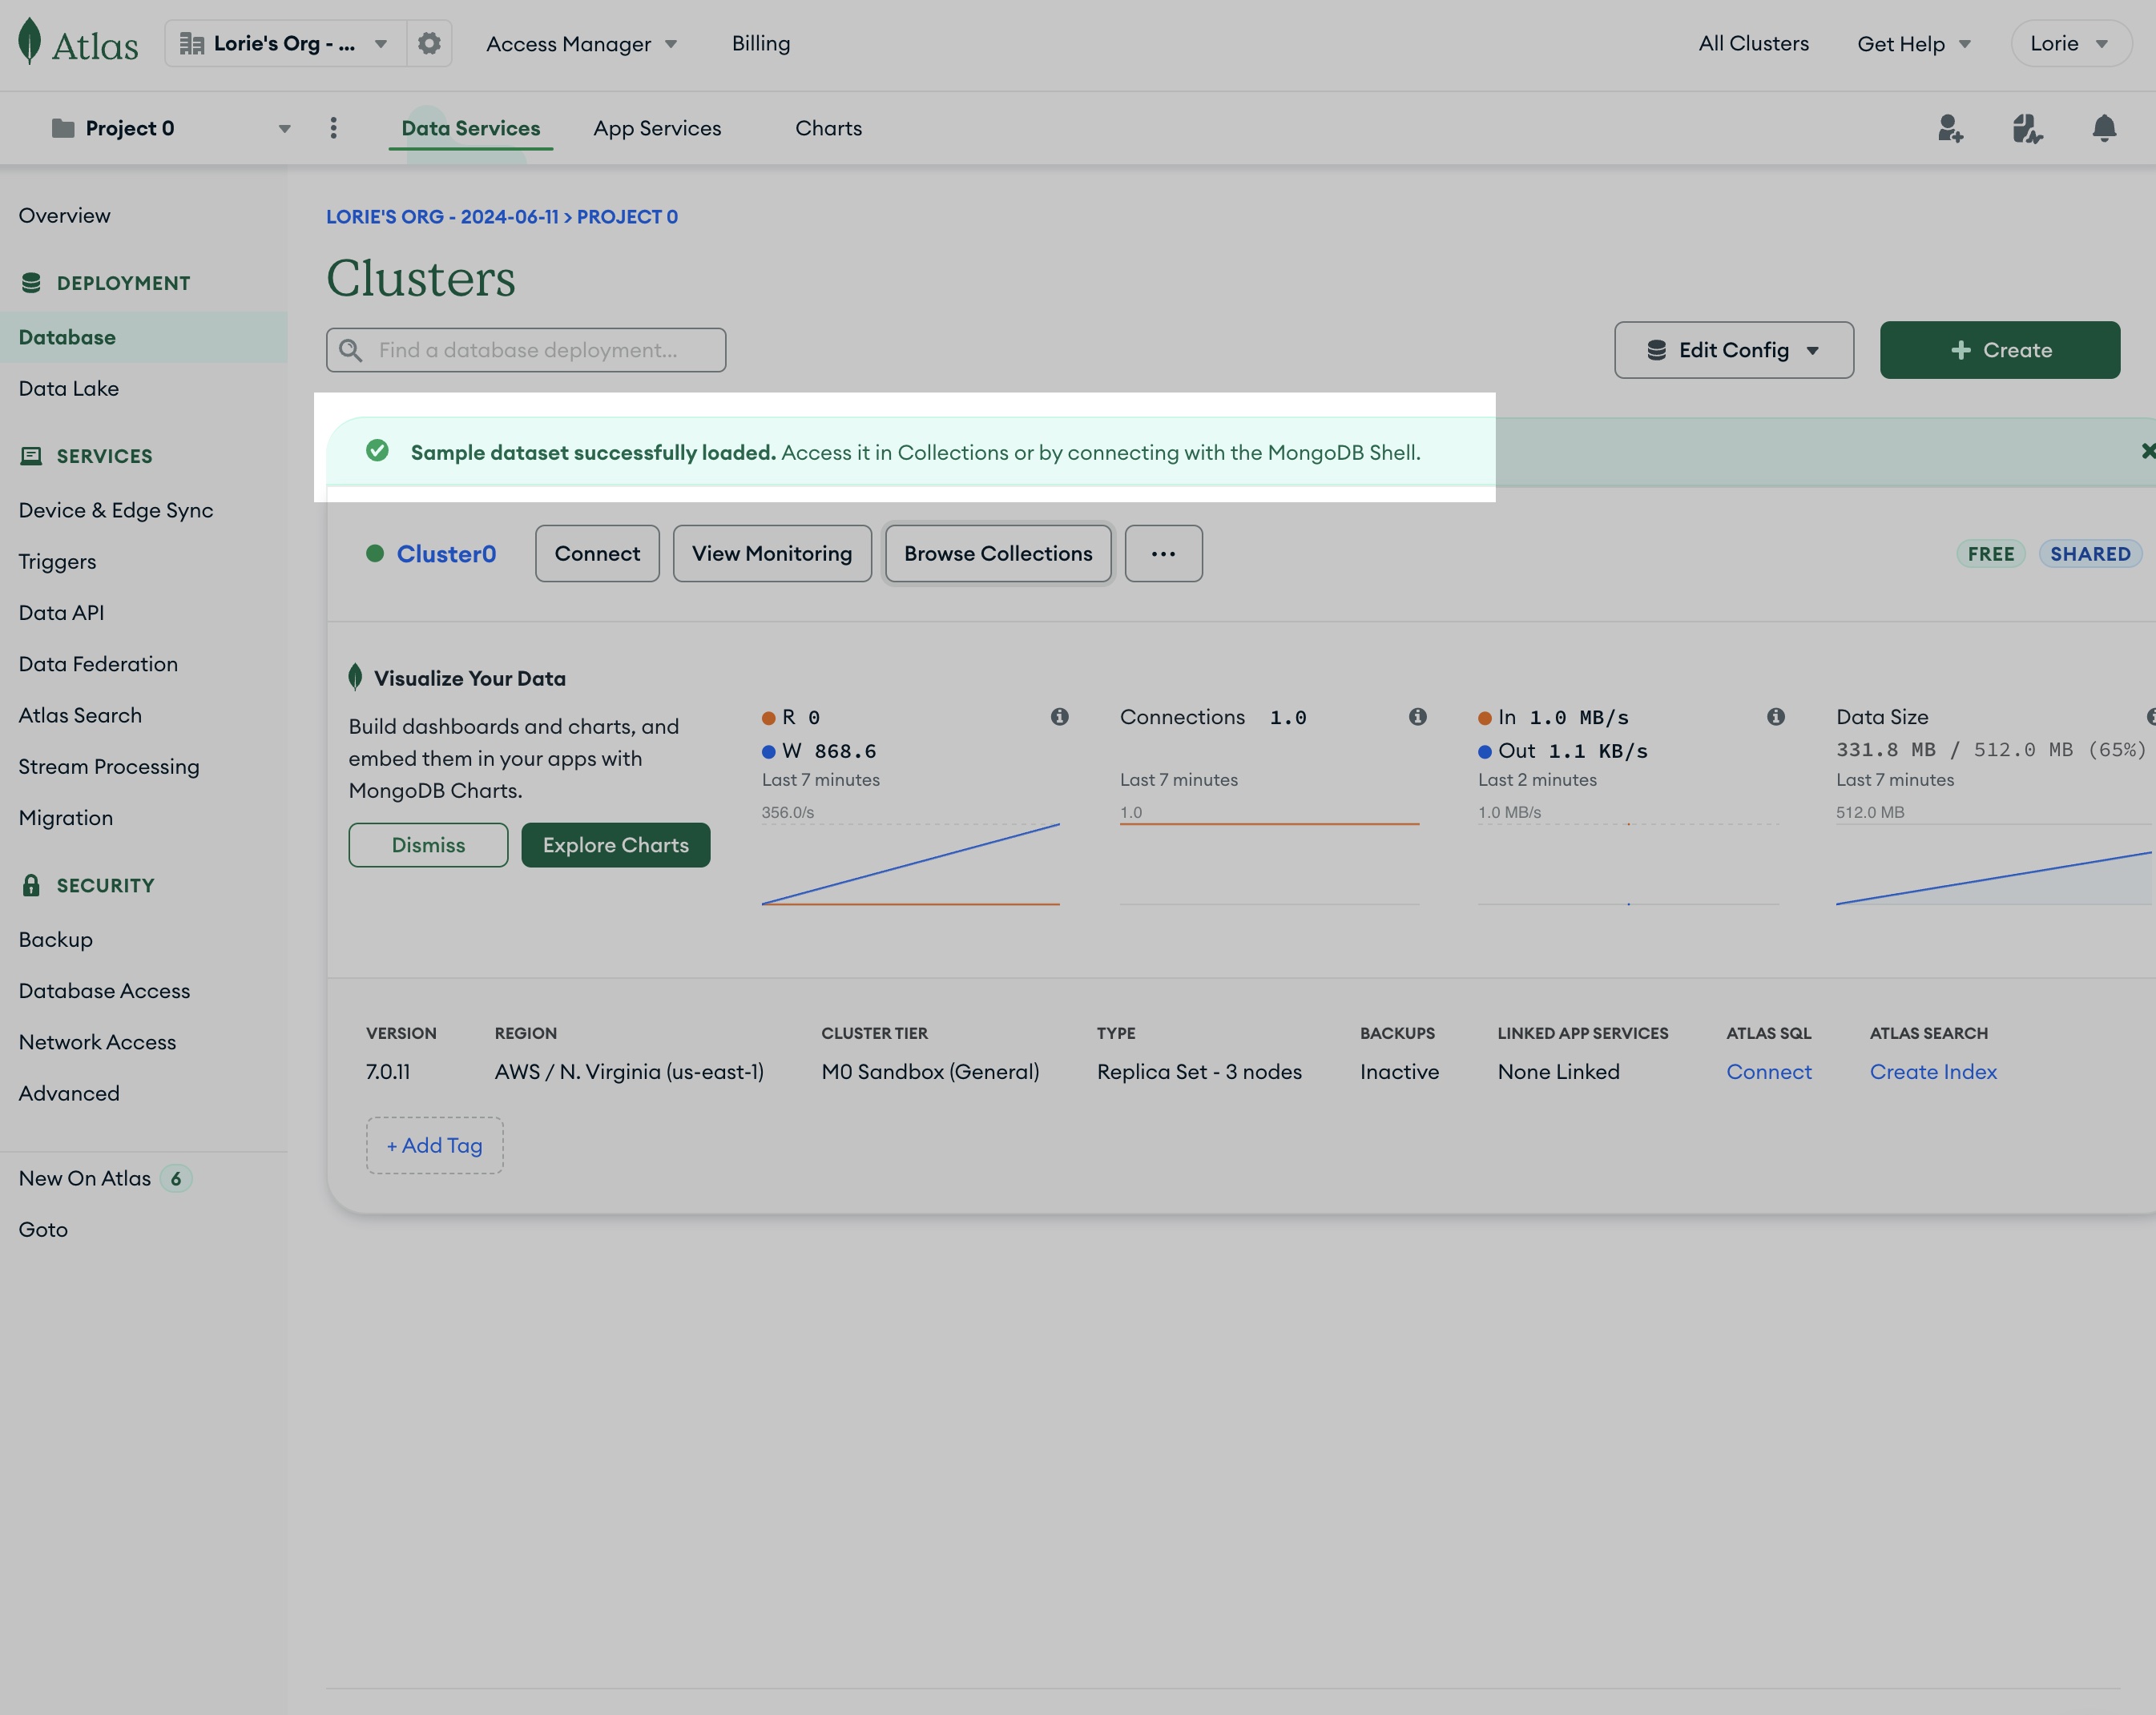 Atlas
Lorie's Org - ...
Access Manager
Billing
All Clusters
Get Help
Lorie
Project 0
Data Services
App Services
Charts
Overview
DEPLOYMENT
Database
Data Lake
SERVICES
Device & Edge Sync
Triggers
Data API
Data Federation
Atlas Search
Stream Processing
Migration
SECURITY
Backup
Database Access
Network Access
Advanced
New On Atlas 6
Goto
LORIE'S ORG - 2024-06-11 > PROJECT 0
Clusters
Find a database deployment...
Edit Config
+ Create
Sample dataset successfully loaded. Access it in Collections or by connecting with the MongoDB Shell.
Cluster0
Connect
View Monitoring
Browse Collections
...
FREE
SHARED
Visualize Your Data
Build dashboards and charts, and
embed them in your apps with
MongoDB Charts.
Dismiss
Explore Charts
R 0
W 868.6
Last 7 minutes
356.0/s
Connections 1.0
Last 7 minutes
1.0
In 1.0 MB/s
Out 1.1 KB/s
Last 2 minutes
1.0 MB/s
Data Size
331.8 MB / 512.0 MB (65%)
Last 7 minutes
512.0 MB
VERSION
7.0.11
REGION
AWS / N. Virginia (us-east-1)
CLUSTER TIER
M0 Sandbox (General)
TYPE
Replica Set - 3 nodes
BACKUPS
Inactive
LINKED APP SERVICES
None Linked
ATLAS SQL
Connect
ATLAS SEARCH
Create Index
+ Add Tag